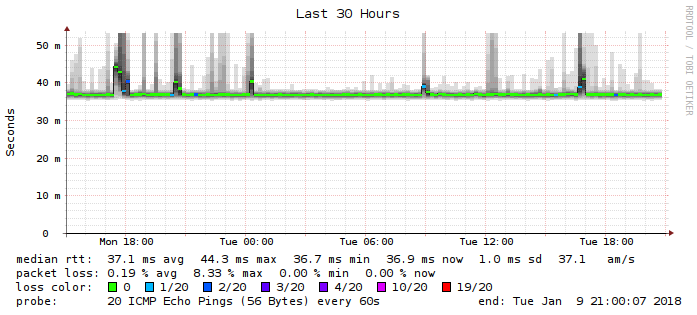 Last 30 Hours
RRDTOOL / TOBI OETIKER
Seconds
50 m
40 m
30 m
20 m
10 m
0
Mon 18:00 Tue 00:00 Tue 06:00 Tue 12:00 Tue 18:00
median rtt: 37.1 ms avg 44.3 ms max 36.7 ms min 36.9 ms now 1.0 ms sd 37.1 am/s
packet loss: 0.19 % avg 8.33 % max 0.00 % min 0.00 % now
loss color: 0 1/20 2/20 3/20 4/20 10/20 19/20
probe: 20 ICMP Echo Pings (56 Bytes) every 60s end: Tue Jan 9 21:00:07 2018